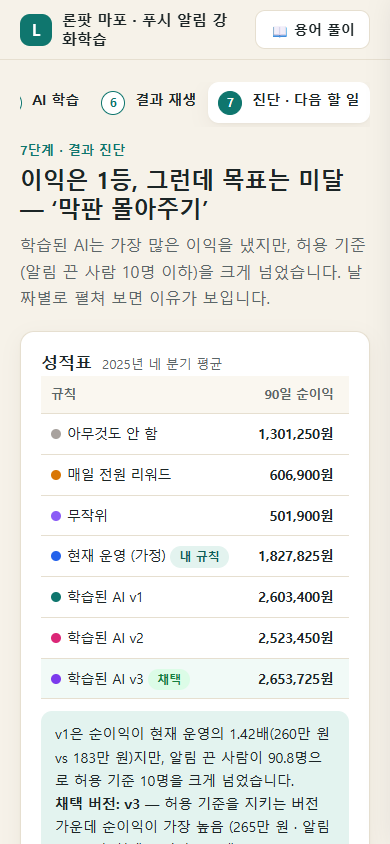 L
론팟 마포 · 푸시 알림 강
화학습
용어 풀이
AI 학습
6 결과 재생
7 진단 · 다음 할 일
7단계 · 결과 진단
이익은 1등, 그런데 목표는 미달
— ‘막판 몰아주기’
학습된 AI는 가장 많은 이익을 냈지만, 허용 기준
(알림 끈 사람 10명 이하)을 크게 넘었습니다. 날
짜별로 펼쳐 보면 이유가 보입니다.
성적표 2025년 네 분기 평균
규칙 90일 순이익
아무것도 안 함 1,301,250원
매일 전원 리워드 606,900원
무작위 501,900원
현재 운영 (가정) 내 규칙 1,827,825원
학습된 AI v1 2,603,400원
학습된 AI v2 2,523,450원
학습된 AI v3 채택 2,653,725원
v1은 순이익이 현재 운영의 1.42배(260만 원
vs 183만 원)지만, 알림 끈 사람이 90.8명으
로 허용 기준 10명을 크게 넘었습니다.
채택 버전: v3 — 허용 기준을 지키는 버전
가운데 순이익이 가장 높음 (265만 원 · 알림